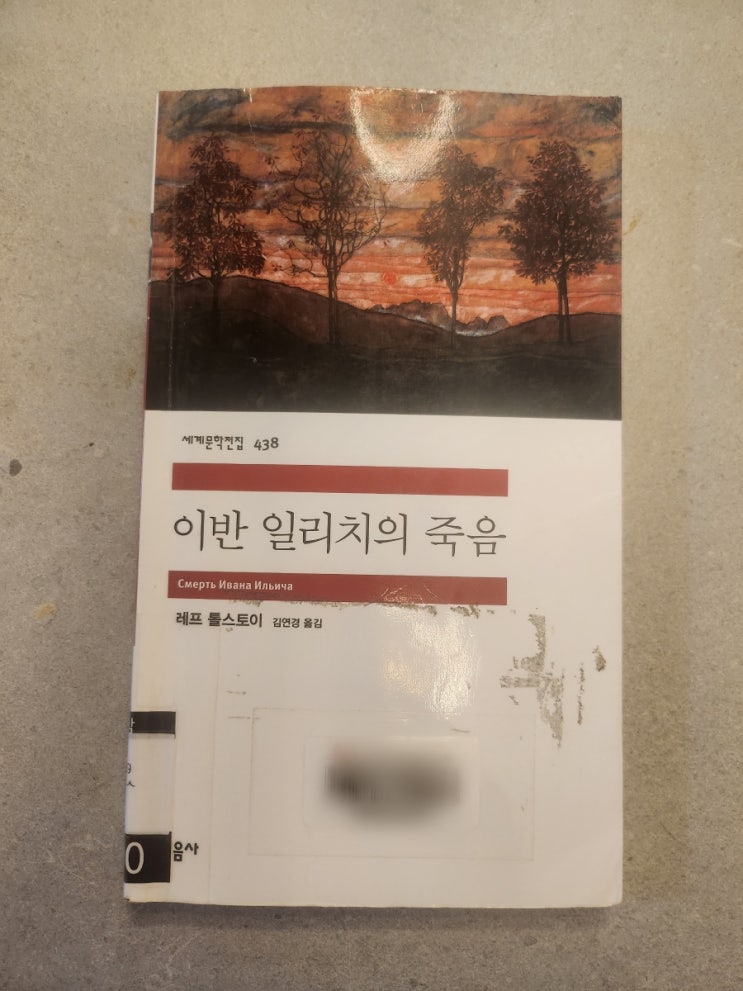 세계문학전집 438
이반 일리치의 죽음
Смерть Ивана Ильича
레프 톨스토이 김연경 옮김
음사
0